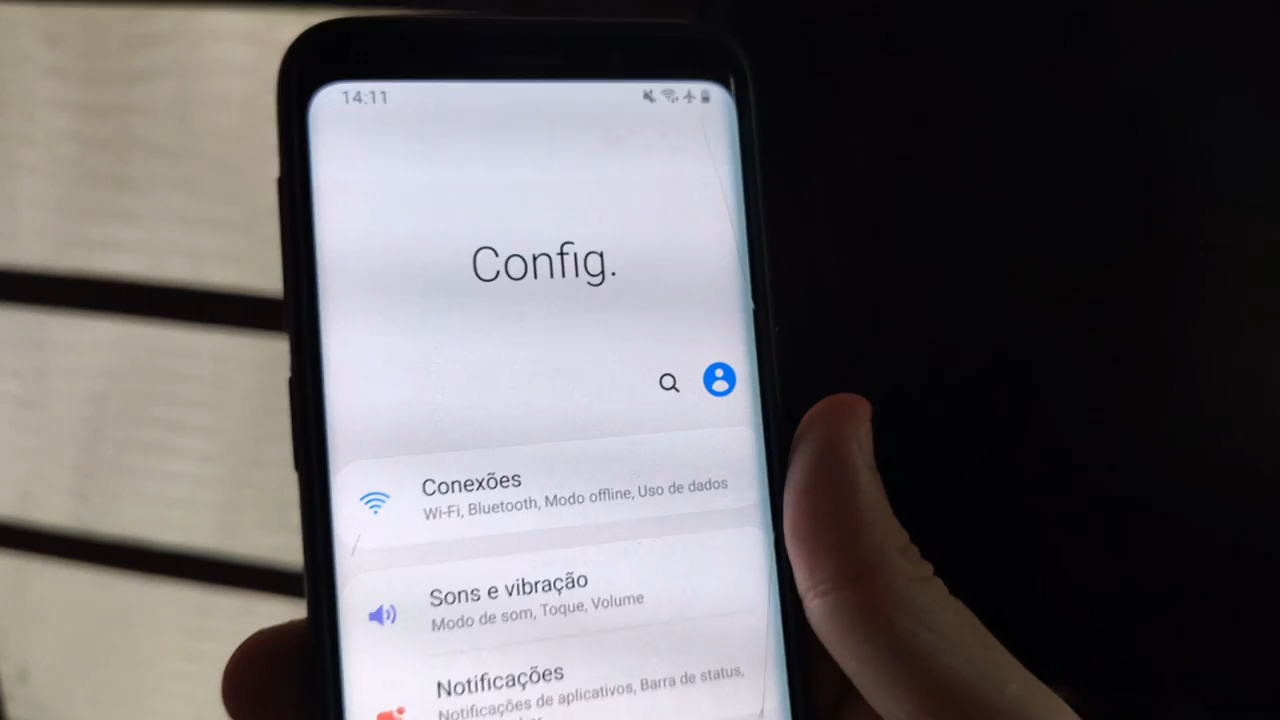 14:11
Config.
Conexões
Wi-Fi, Bluetooth, Modo offline, Uso de dados
Sons e vibração
Modo de som, Toque, Volume
Notificações
Notificações de aplicativos, Barra de status,